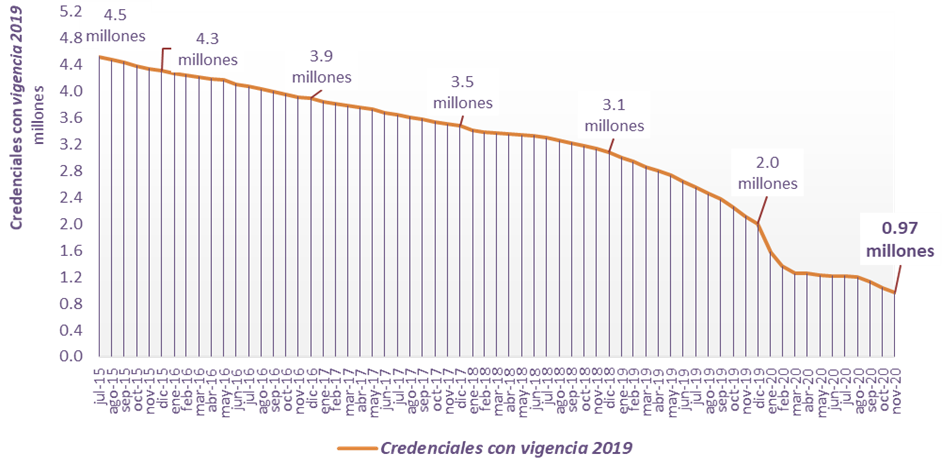 Credenciales con vigencia 2019
millones
5.2
4.8
4.4
4.0
3.6
3.2
2.8
2.4
2.0
1.6
1.2
0.8
0.4
0.0
4.5
millones
4.3
millones
3.9
millones
3.5
millones
3.1
millones
2.0
millones
0.97
millones
jul-15
ago-15
sep-15
oct-15
nov-15
dic-15
ene-16
feb-16
mar-16
abr-16
may-16
jun-16
jul-16
ago-16
sep-16
oct-16
nov-16
dic-16
ene-17
feb-17
mar-17
abr-17
may-17
jun-17
jul-17
ago-17
sep-17
oct-17
nov-17
dic-17
ene-18
feb-18
mar-18
abr-18
may-18
jun-18
jul-18
ago-18
sep-18
oct-18
nov-18
dic-18
ene-19
feb-19
mar-19
abr-19
may-19
jun-19
jul-19
ago-19
sep-19
oct-19
nov-19
dic-19
ene-20
feb-20
mar-20
abr-20
may-20
jun-20
jul-20
ago-20
sep-20
oct-20
nov-20
Credenciales con vigencia 2019